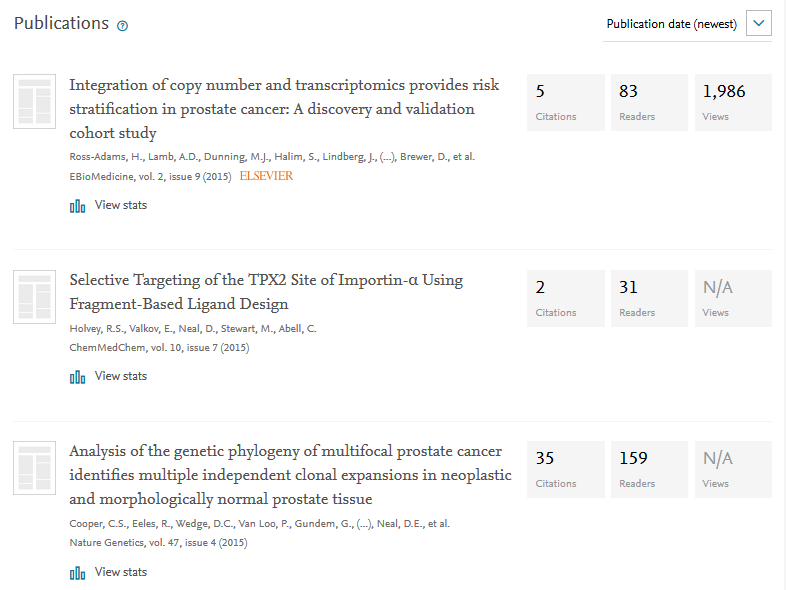 Publications ?
Publication date (newest)
Integration of copy number and transcriptomics provides risk
stratification in prostate cancer: A discovery and validation
cohort study
Ross-Adams, H., Lamb, A.D., Dunning, M.J., Halim, S., Lindberg, J., (...), Brewer, D., et al.
EBioMedicine, vol. 2, issue 9 (2015) ELSEVIER
View stats
5 83 1,986
Citations Readers Views
Selective Targeting of the TPX2 Site of Importin-α Using
Fragment-Based Ligand Design
Holvey, R.S., Valkov, E., Neal, D., Stewart, M., Abell, C.
ChemMedChem, vol. 10, issue 7 (2015)
View stats
2 31 N/A
Citations Readers Views
Analysis of the genetic phylogeny of multifocal prostate cancer
identifies multiple independent clonal expansions in neoplastic
and morphologically normal prostate tissue
Cooper, C.S., Eeles, R., Wedge, D.C., Van Loo, P., Gundem, G., (...), Neal, D.E., et al.
Nature Genetics, vol. 47, issue 4 (2015)
View stats
35 159 N/A
Citations Readers Views